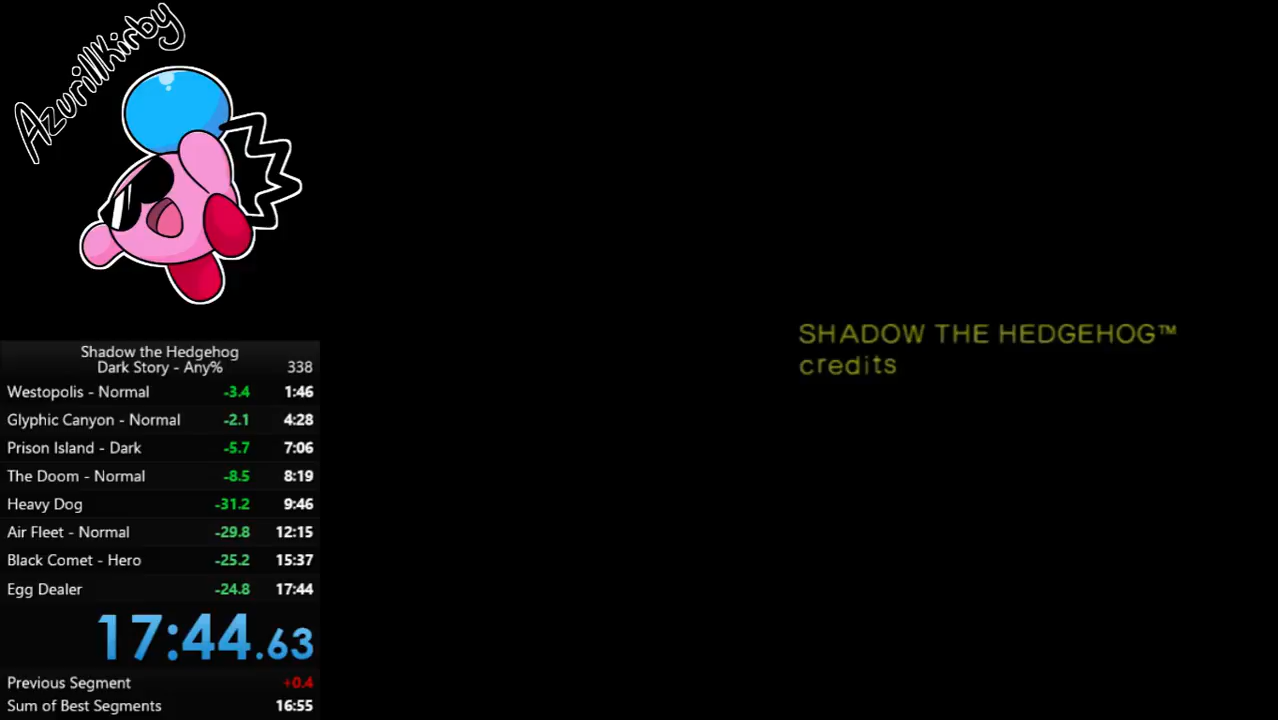 AzurillKirby
Shadow the Hedgehog
Dark Story - Any% 338
Westopolis - Normal -3.4 1:46
Glyphic Canyon - Normal -2.1 4:28
Prison Island - Dark -5.7 7:06
The Doom - Normal -8.5 8:19
Heavy Dog -31.2 9:46
Air Fleet - Normal -29.8 12:15
Black Comet - Hero -25.2 15:37
Egg Dealer -24.8 17:44
17:44.63
Previous Segment +0.4
Sum of Best Segments 16:55
SHADOW THE HEDGEHOG™
credits